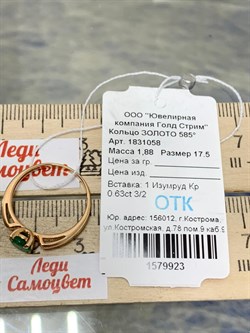 ООО "Ювелирная
компания Голд Стрим"
Кольцо ЗОЛОТО 585°
Арт. 1831058
Масса 1,88 Размер 17.5
Цена за гр.
Цена изд.
Вставка: 1 Изумруд Кр
0.63ct 3/2
ОТК
Юр. адрес: 156012, г.Кострома,
ул.Костромская, д.78 пом.9 каб.9
1579923
Леди
Самоцвет
Леди
Самоцвет